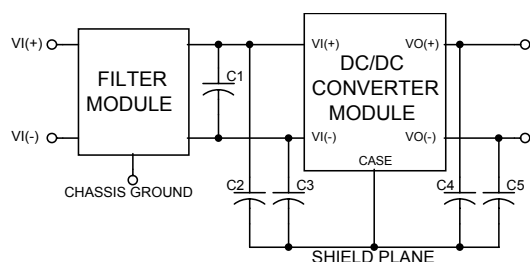 VI(+)
VI(-)
FILTER
MODULE
CHASSIS GROUND
C1
C2
C3
VI(+)
VI(-)
DC/DC
CONVERTER
MODULE
CASE
VO(+)
VO(-)
C4
C5
SHIELD PLANE